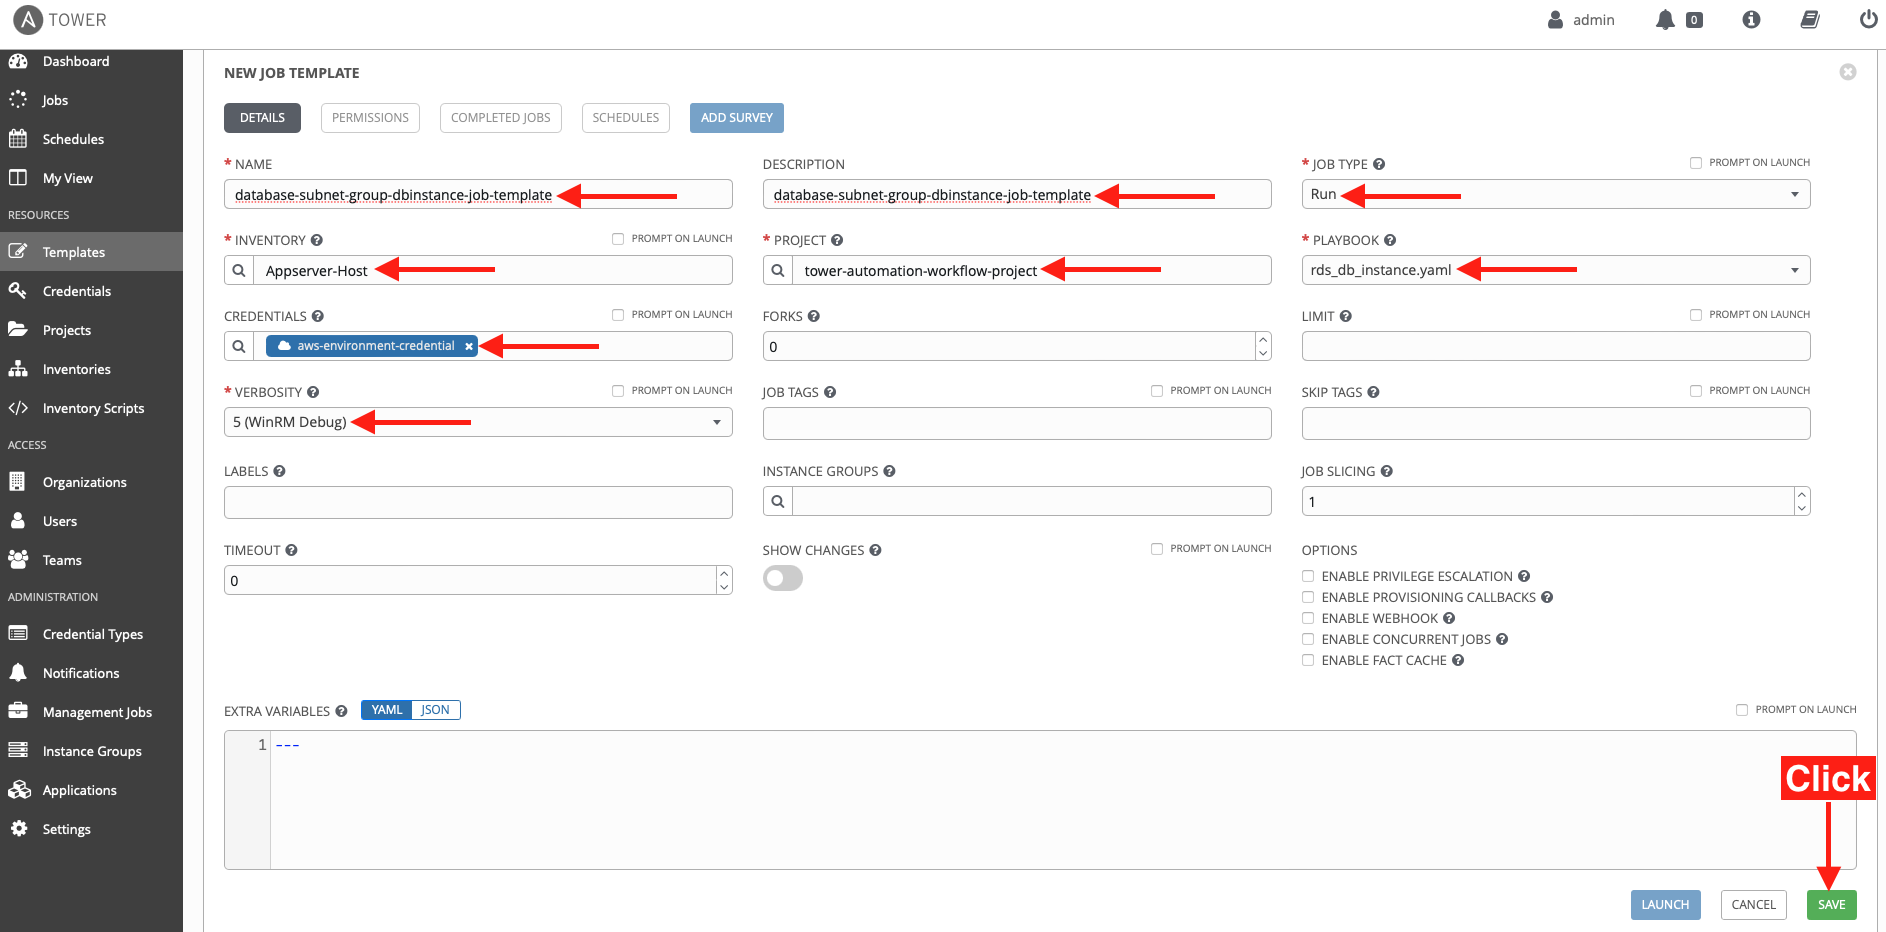 A TOWER
admin
0
Dashboard
Jobs
Schedules
My View
RESOURCES
Templates
Credentials
Projects
Inventories
Inventory Scripts
ACCESS
Organizations
Users
Teams
ADMINISTRATION
Credential Types
Notifications
Management Jobs
Instance Groups
Applications
Settings
NEW JOB TEMPLATE
DETAILS PERMISSIONS COMPLETED JOBS SCHEDULES ADD SURVEY
* NAME
database-subnet-group-dbinstance-job-template
DESCRIPTION
database-subnet-group-dbinstance-job-template
* JOB TYPE ? PROMPT ON LAUNCH
Run
* INVENTORY ? PROMPT ON LAUNCH
Appserver-Host
* PROJECT ?
tower-automation-workflow-project
* PLAYBOOK ?
rds_db_instance.yaml
CREDENTIALS ? PROMPT ON LAUNCH
aws-environment-credential ×
FORKS ?
0
LIMIT ? PROMPT ON LAUNCH
* VERBOSITY ? PROMPT ON LAUNCH
5 (WinRM Debug)
JOB TAGS ? PROMPT ON LAUNCH
SKIP TAGS ? PROMPT ON LAUNCH
LABELS ?
INSTANCE GROUPS ?
JOB SLICING ?
1
TIMEOUT ?
0
SHOW CHANGES ? PROMPT ON LAUNCH
OPTIONS
ENABLE PRIVILEGE ESCALATION ?
ENABLE PROVISIONING CALLBACKS ?
ENABLE WEBHOOK ?
ENABLE CONCURRENT JOBS ?
ENABLE FACT CACHE ?
EXTRA VARIABLES ? YAML JSON PROMPT ON LAUNCH
1 ---
Click
LAUNCH CANCEL SAVE